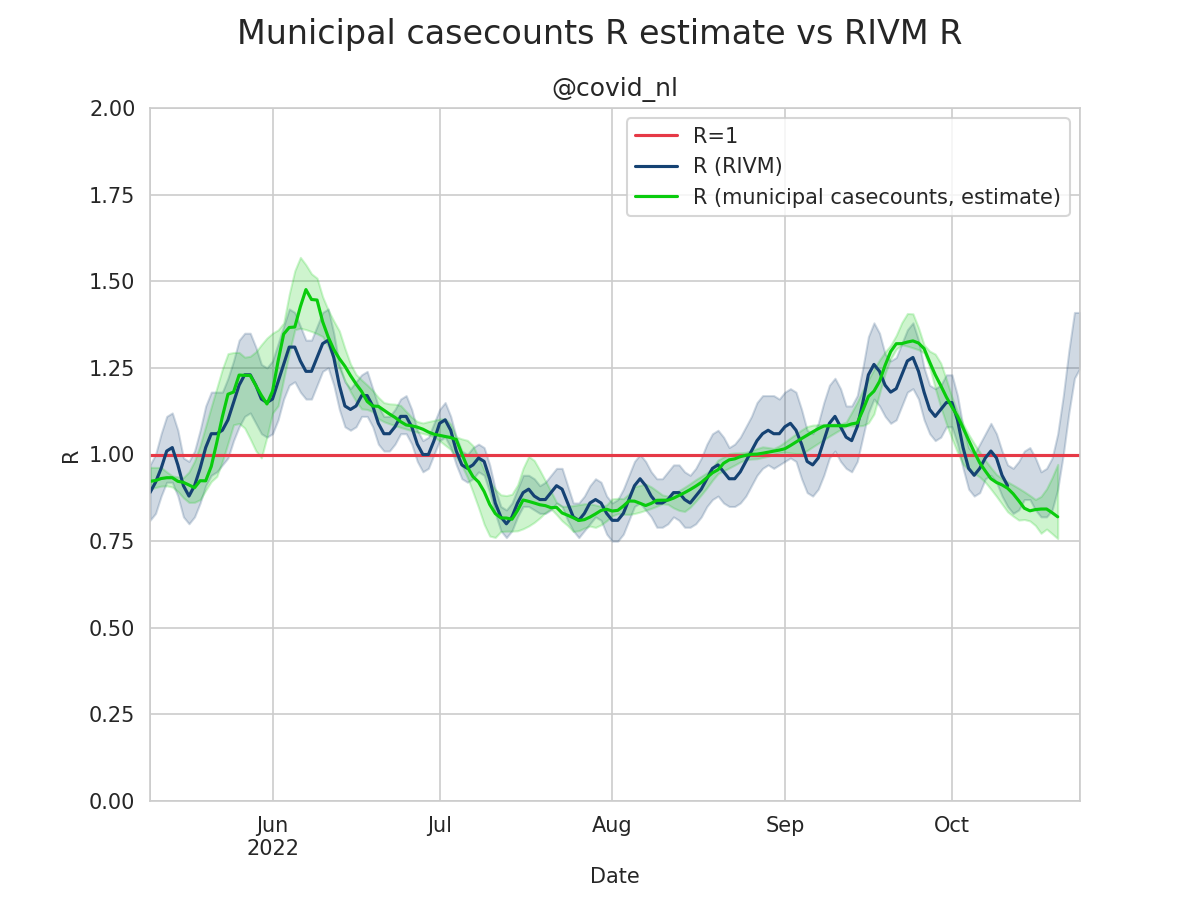 Municipal casecounts R estimate vs RIVM R
@covid_nl
2.00
1.75
1.50
1.25
1.00
0.75
0.50
0.25
0.00
R
R=1
R (RIVM)
R (municipal casecounts, estimate)
Jun
2022
Jul
Aug
Sep
Oct
Date